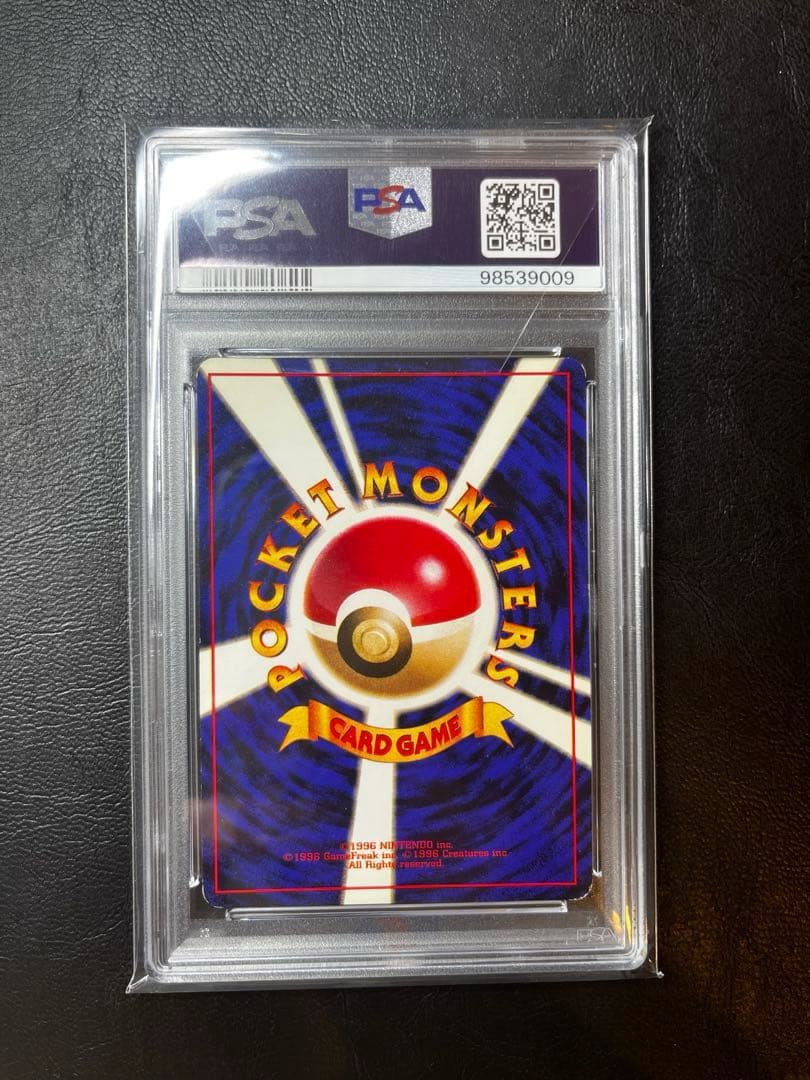 PSA
PSA
98539009
POCKET MONSTERS
CARD GAME
©1996 NINTENDO inc.
©1996 GameFreak inc. ©1996 Creatures inc
All Rights reserved.
PSA